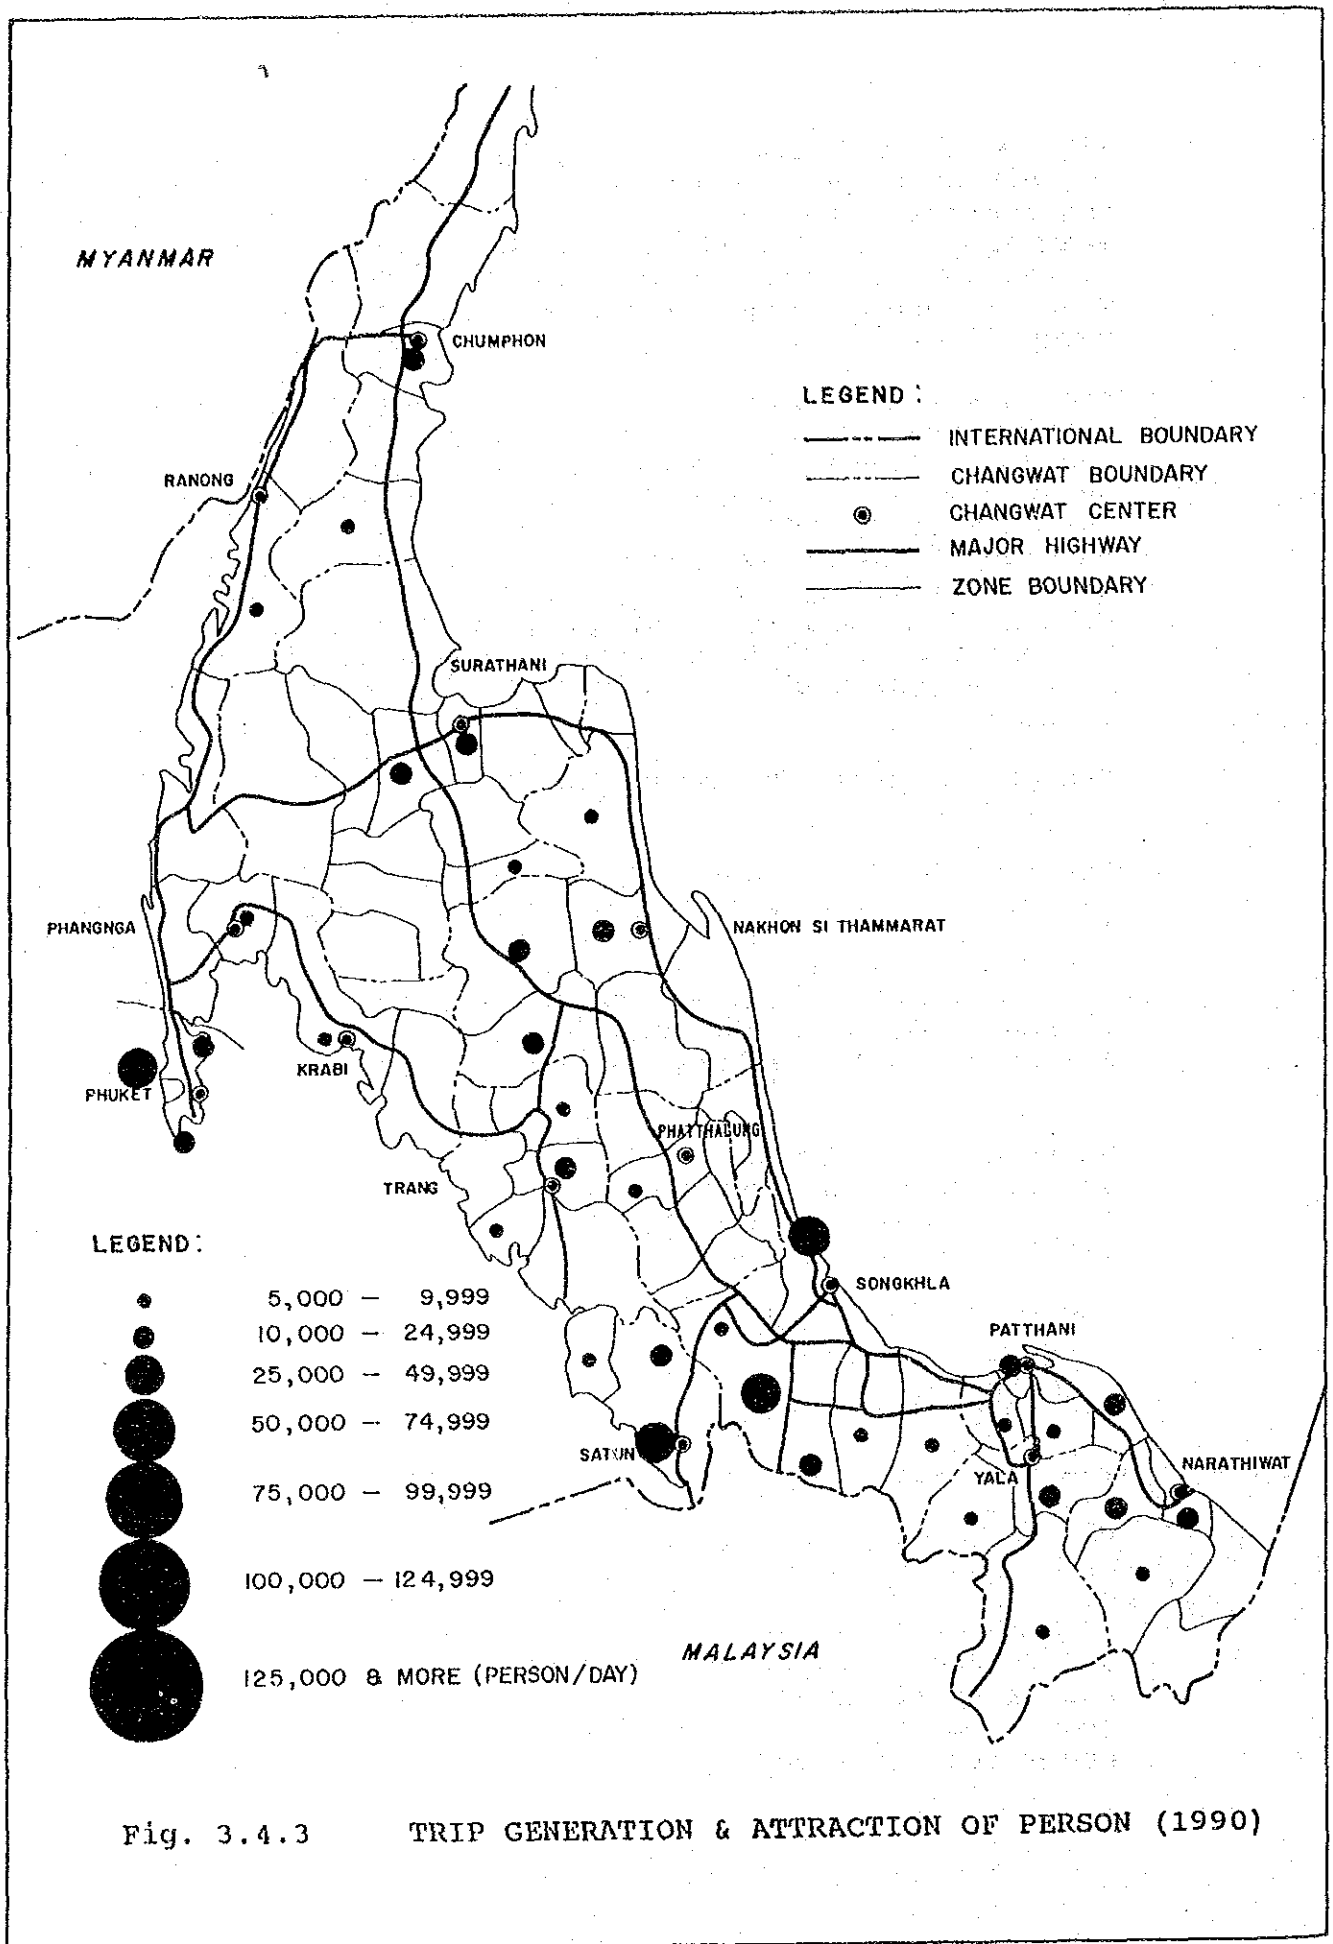 MYANMAR
CHUMPHON
LEGEND :
INTERNATIONAL BOUNDARY
CHANGWAT BOUNDARY
CHANGWAT CENTER
MAJOR HIGHWAY
ZONE BOUNDARY
RANONG
SURATHANI
PHANGNGA
NAKHON SI THAMMARAT
KRABI
PHUKET
PHATTHALUNG
TRANG
LEGEND :
5,000 - 9,999
10,000 - 24,999
25,000 - 49,999
50,000 - 74,999
75,000 - 99,999
100,000 - 124,999
125,000 & MORE (PERSON/DAY)
SONGKHLA
PATTHANI
SATUN
YALA
NARATHIWAT
MALAYSIA
Fig. 3.4.3 TRIP GENERATION & ATTRACTION OF PERSON (1990)